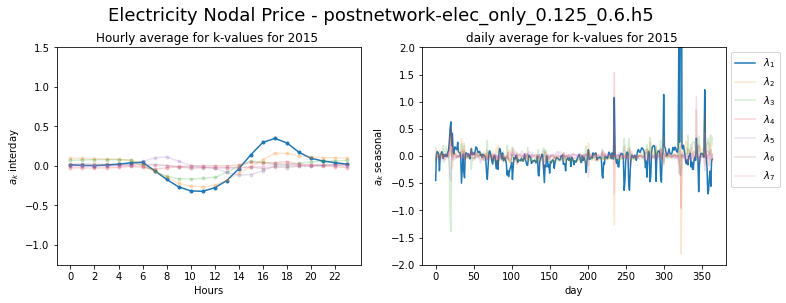 Electricity Nodal Price - postnetwork-elec_only_0.125_0.6.h5
Hourly average for k-values for 2015
1.5
1.0
0.5
0.0
−0.5
−1.0
a_k interday
0 2 4 6 8 10 12 14 16 18 20 22
Hours
daily average for k-values for 2015
2.0
1.5
1.0
0.5
0.0
−0.5
−1.0
−1.5
−2.0
a_k seasonal
0 50 100 150 200 250 300 350
day
λ₁
λ₂
λ₃
λ₄
λ₅
λ₆
λ₇